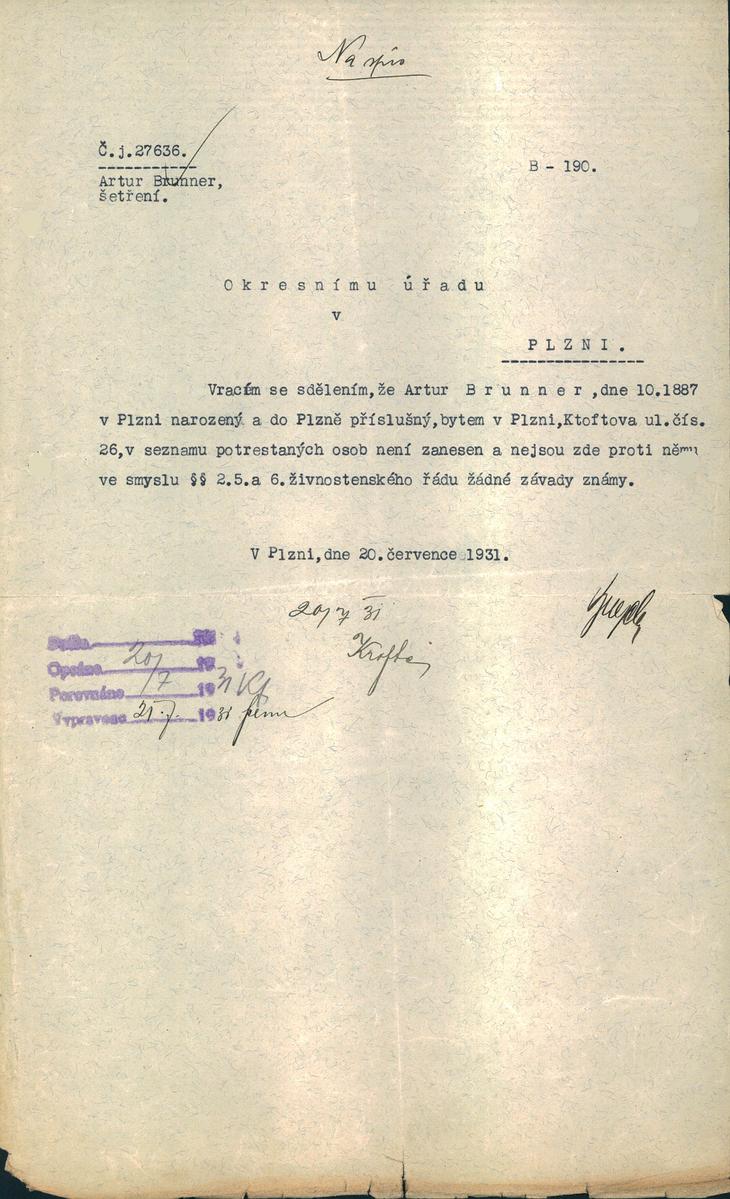 Na spis
Č.j.27636.
B - 190.
Artur Brunner,
šetření.
Okresnímu úřadu
v
PLZNI.
Vracím se sdělením,že Artur Brunner,dne 10.1887
v Plzni narozený a do Plzně příslušný,bytem v Plzni,Ktoftova ul.čís.
26,v seznamu potrestaných osob není zanesen a nejsou zde proti němu
ve smyslu §§ 2.5.a 6.živnostenského řádu žádné závady známy.
V Plzni,dne 20.července 1931.
20/7 31
Krofta
Došlo 19
Opsáno 20/ 19
Porovnáno /7 1931
Vypraveno 21.7. 1931